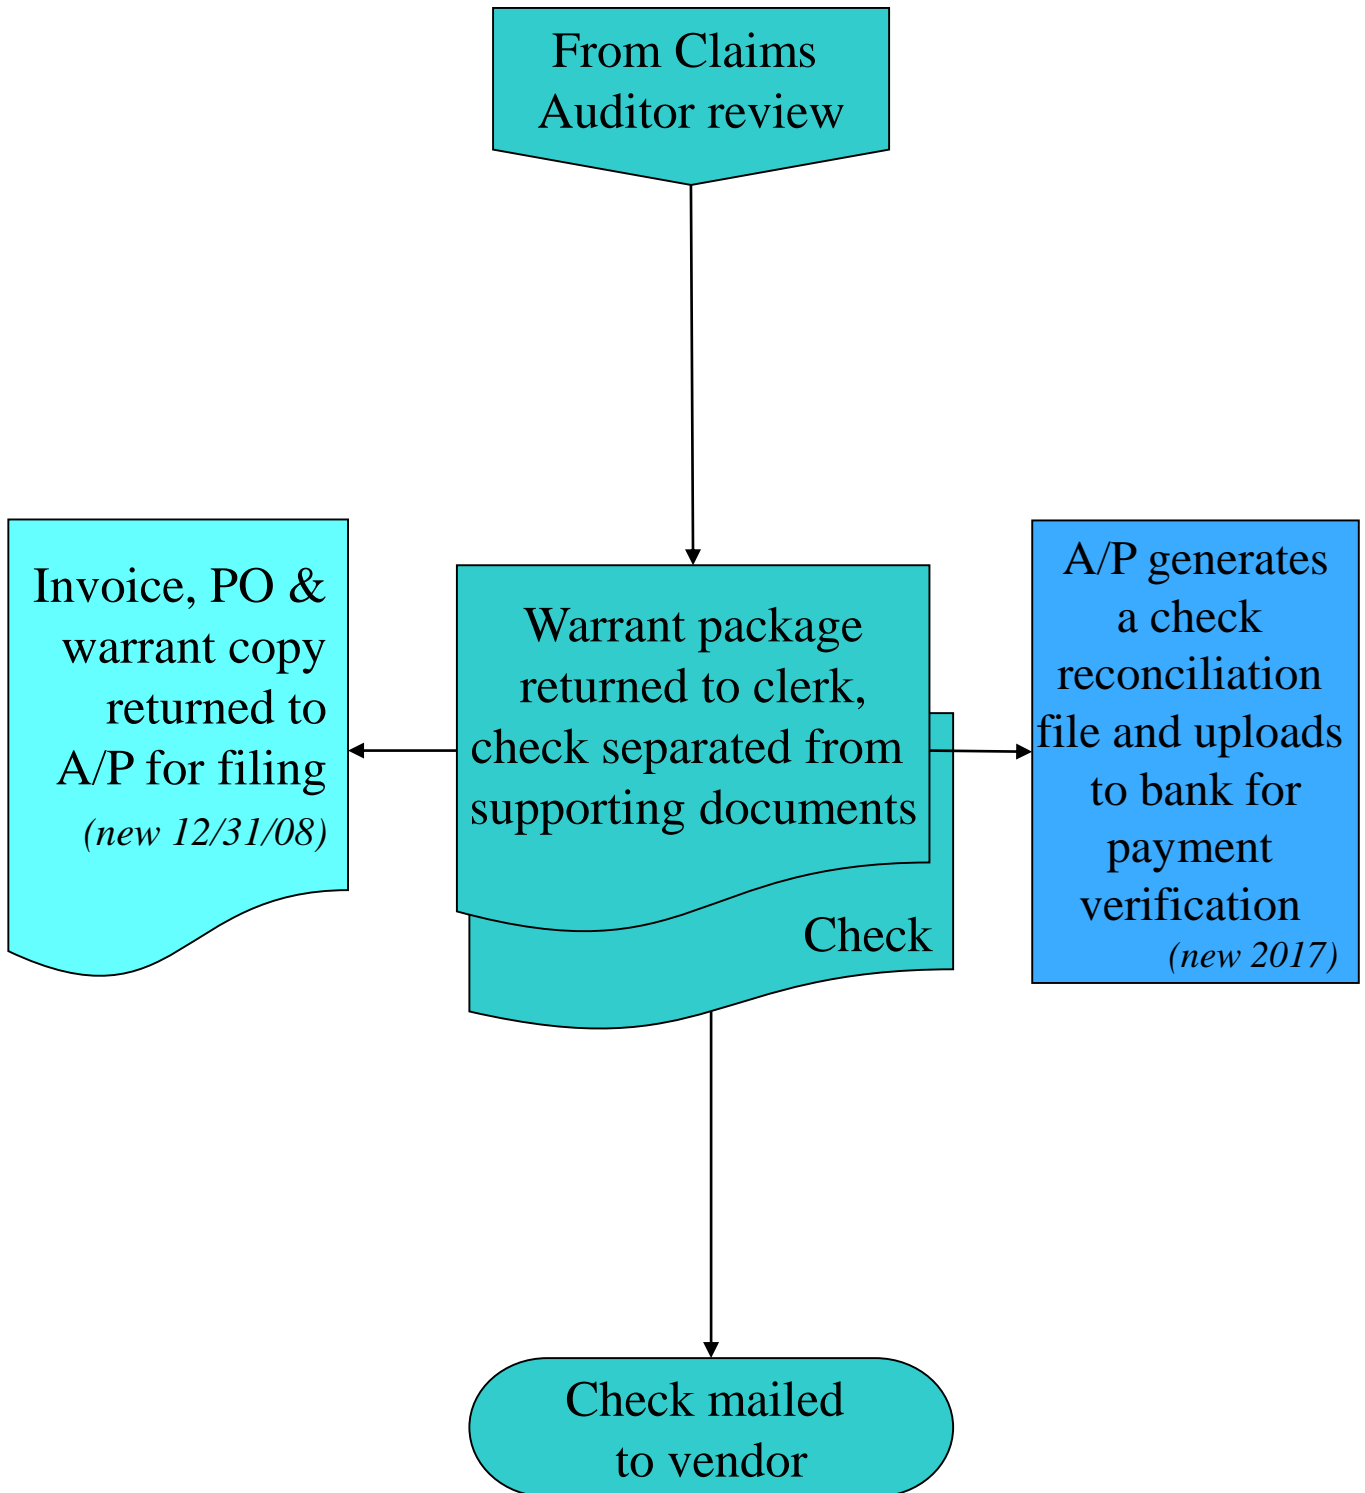 From Claims
Auditor review
Invoice, PO &
warrant copy
returned to
A/P for filing
(new 12/31/08)
Warrant package
returned to clerk,
check separated from
supporting documents
Check
A/P generates
a check
reconciliation
file and uploads
to bank for
payment
verification
(new 2017)
Check mailed
to vendor